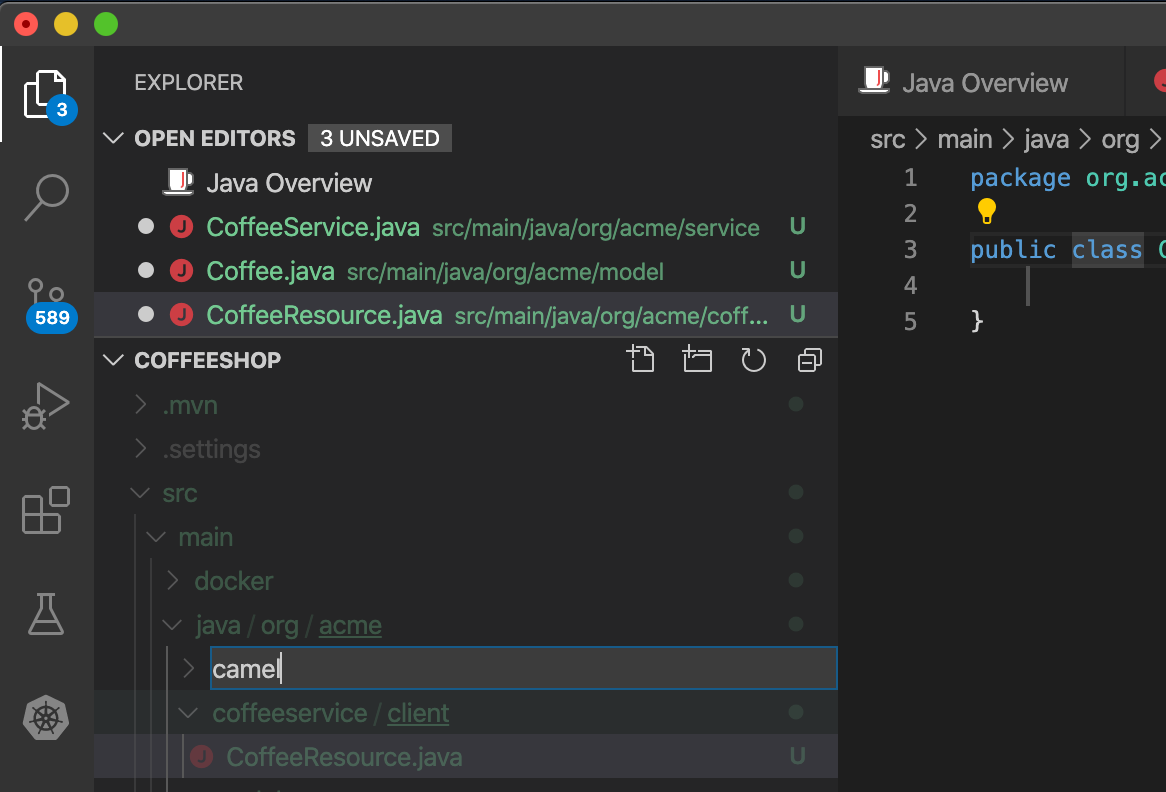 3
589
EXPLORER
OPEN EDITORS 3 UNSAVED
Java Overview
J CoffeeService.java src/main/java/org/acme/service U
J Coffee.java src/main/java/org/acme/model U
J CoffeeResource.java src/main/java/org/acme/coff... U
COFFEESHOP
.mvn
.settings
src
main
docker
java / org / acme
camel
coffeeservice / client
J CoffeeResource.java U
Java Overview
src > main > java > org >
1 package org.ac
2
3 public class
4
5 }